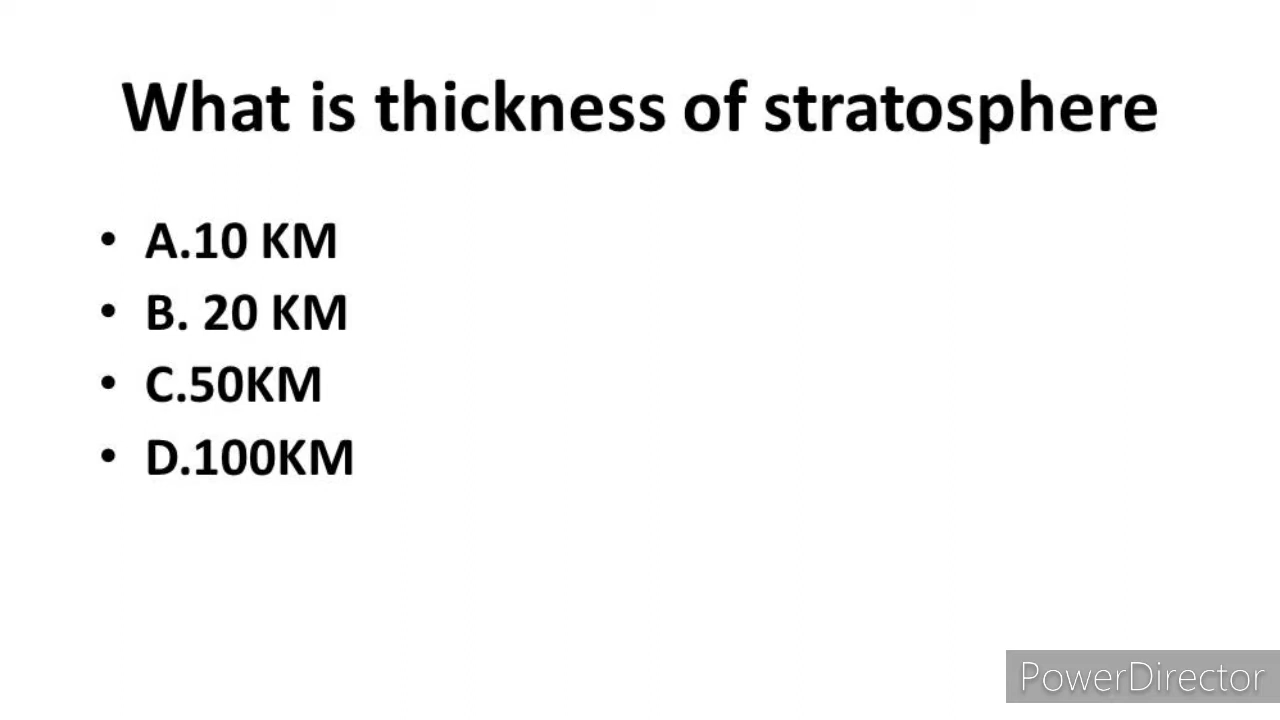 What is thickness of stratosphere
• A.10 KM
• B. 20 KM
• C.50KM
• D.100KM
PowerDirector